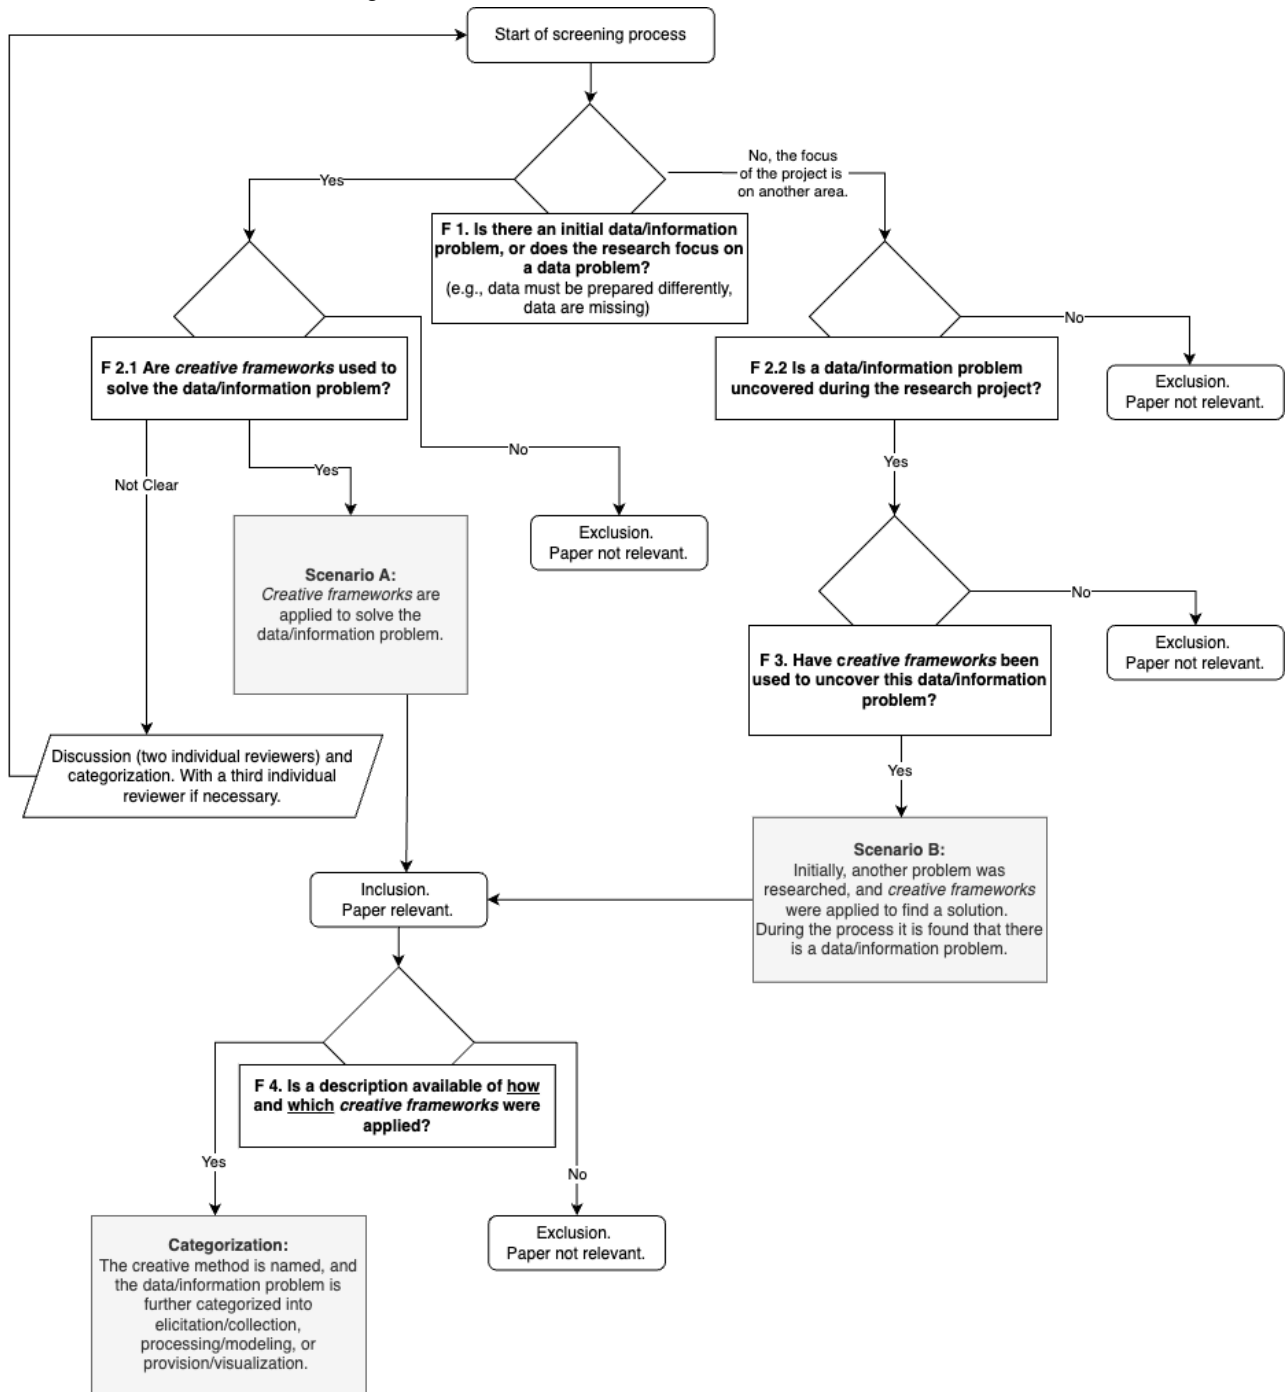 Start of screening process
No, the focus
of the project is
on another area.
Yes
F 1. Is there an initial data/information
problem, or does the research focus on
a data problem?
(e.g., data must be prepared differently,
data are missing)
No
F 2.1 Are creative frameworks used to
solve the data/information problem?
F 2.2 Is a data/information problem
uncovered during the research project?
Exclusion.
Paper not relevant.
No
Yes
Yes
Not Clear
Exclusion.
Paper not relevant.
Scenario A:
Creative frameworks are
applied to solve the
data/information problem.
No
F 3. Have creative frameworks been
used to uncover this data/information
problem?
Exclusion.
Paper not relevant.
Discussion (two individual reviewers) and
categorization. With a third individual
reviewer if necessary.
Yes
Scenario B:
Initially, another problem was
researched, and creative frameworks
were applied to find a solution.
During the process it is found that there
is a data/information problem.
Inclusion.
Paper relevant.
F 4. Is a description available of how
and which creative frameworks were
applied?
Yes
No
Exclusion.
Paper not relevant.
Categorization:
The creative method is named, and
the data/information problem is
further categorized into
elicitation/collection,
processing/modeling, or
provision/visualization.